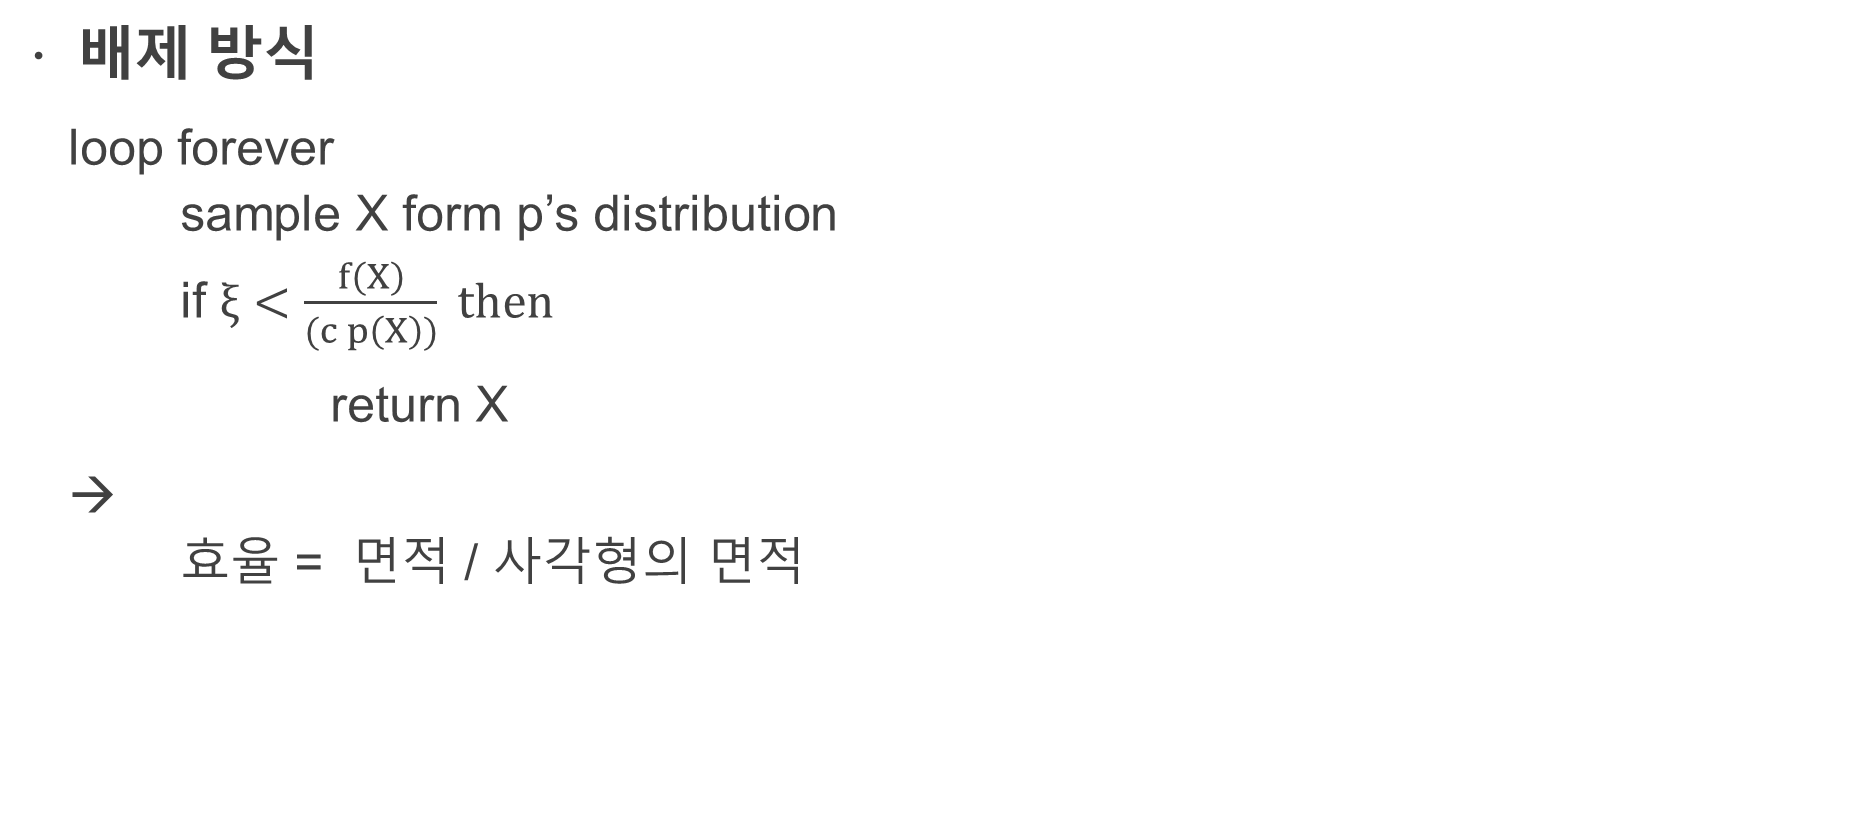 · 배제 방식
loop forever
sample X form p’s distribution
if ξ < f(X) / (c p(X)) then
return X
→
효율 = 면적 / 사각형의 면적